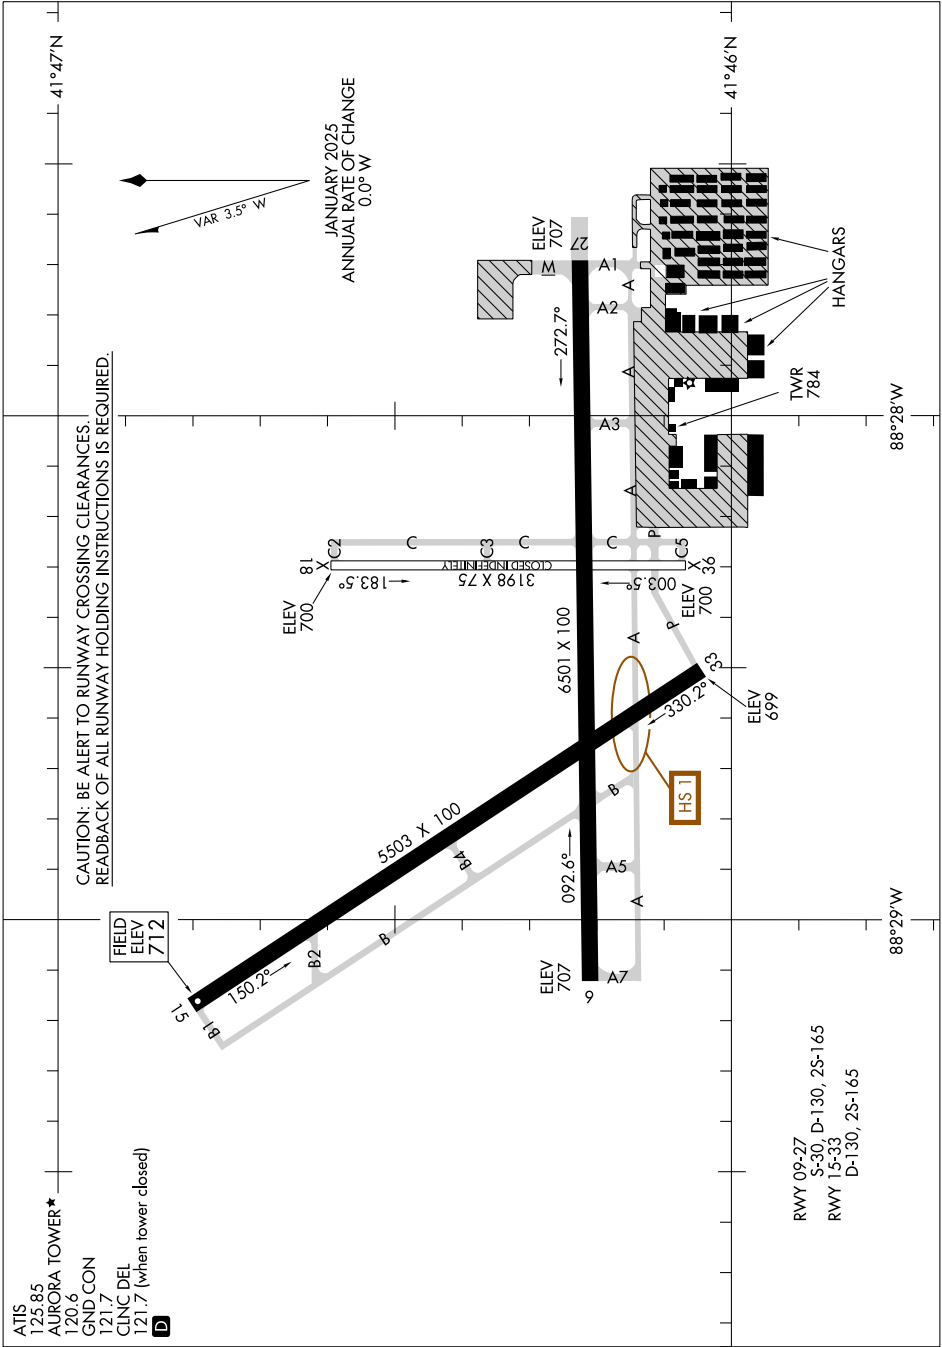 ATIS
125.85
AURORA TOWER★
120.6
GND CON
121.7
CLNC DEL
121.7 (when tower closed)
D
CAUTION: BE ALERT TO RUNWAY CROSSING CLEARANCES.
READBACK OF ALL RUNWAY HOLDING INSTRUCTIONS IS REQUIRED.
41°47'N
VAR 3.5° W
JANUARY 2025
ANNUAL RATE OF CHANGE
0.0° W
FIELD
ELEV
712
15
150.2°
B1
B2
B
5503 X 100
B4
B
ELEV
700
18
X
C2
183.5°
C
C3
C
3198 X 75
CLOSED INDEFINITELY
C
003.5°
C5
X
36
ELEV
700
ELEV
707
9
092.6°
6501 X 100
272.7°
27
ELEV
707
W
A1
A
A2
A
A3
A
P
A
P
A5
A
A7
HS 1
330.2°
33
ELEV
699
TWR
784
HANGARS
41°46'N
88°29'W
88°28'W
RWY 09-27
S-30, D-130, 2S-165
RWY 15-33
D-130, 2S-165